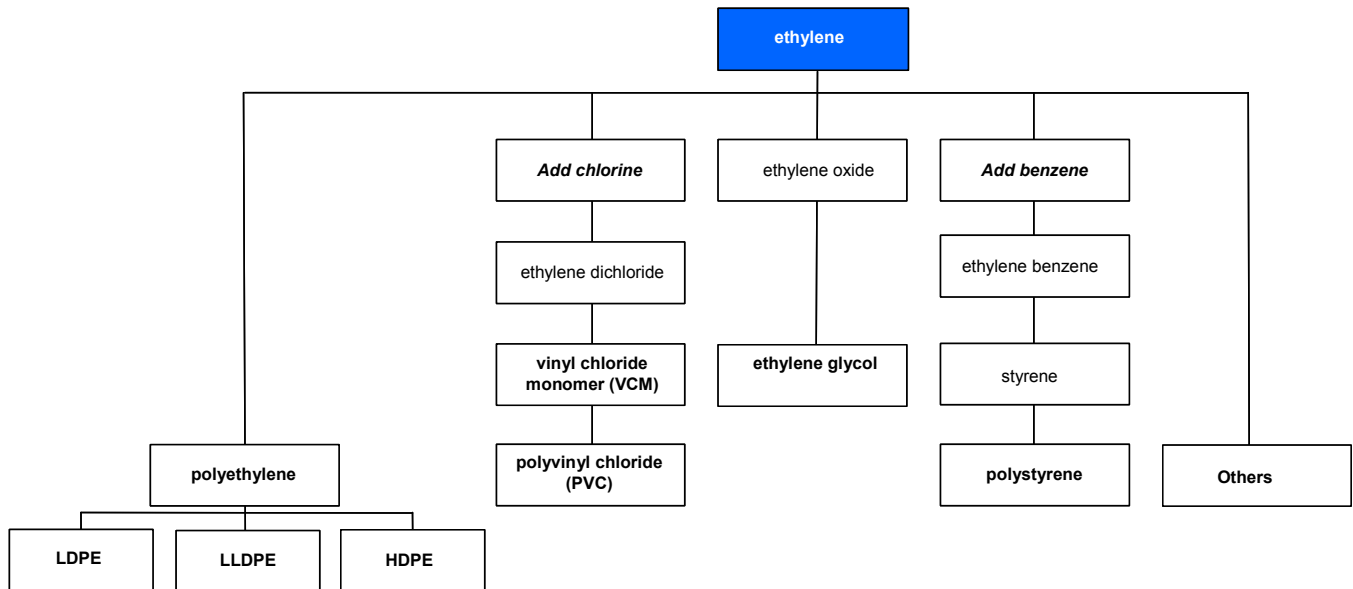 ethylene
Add chlorine
ethylene oxide
Add benzene
ethylene dichloride
ethylene benzene
vinyl chloride
monomer (VCM)
ethylene glycol
styrene
polyethylene
polyvinyl chloride
(PVC)
polystyrene
Others
LDPE
LLDPE
HDPE